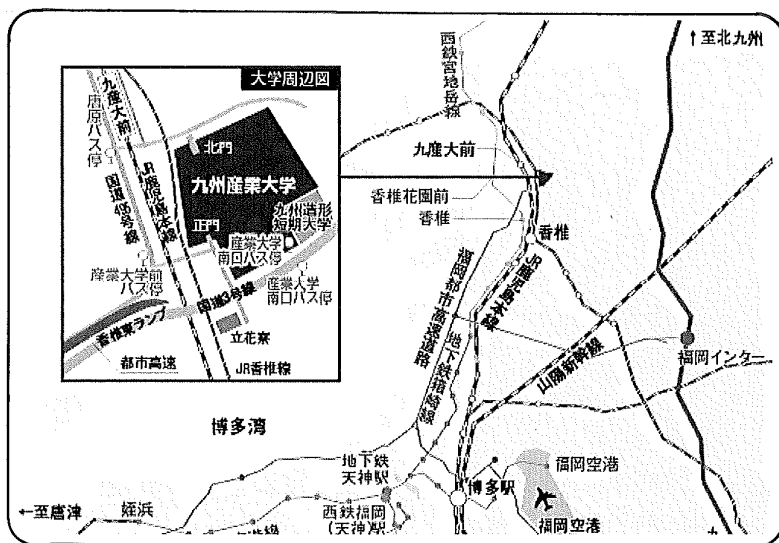 大学周辺図
九産大前
唐原バス停
国道495号線
JR鹿児島本線
北門
九州産業大学
正門
九州造形
短期大学
産業大学
南口バス停
産業大学
南口バス停
産業大学前
バス停
国道3号線
香椎東ランプ
都市高速
立花寮
JR香椎線
↑至北九州
西鉄宮地岳線
九産大前
香椎花園前
香椎
香椎
JR鹿児島本線
福岡都市高速道路
地下鉄箱崎線
山陽新幹線
福岡インター
博多湾
地下鉄
天神駅
博多駅
福岡空港
福岡空港
←至唐津
姪浜
西鉄福岡
(天神)駅